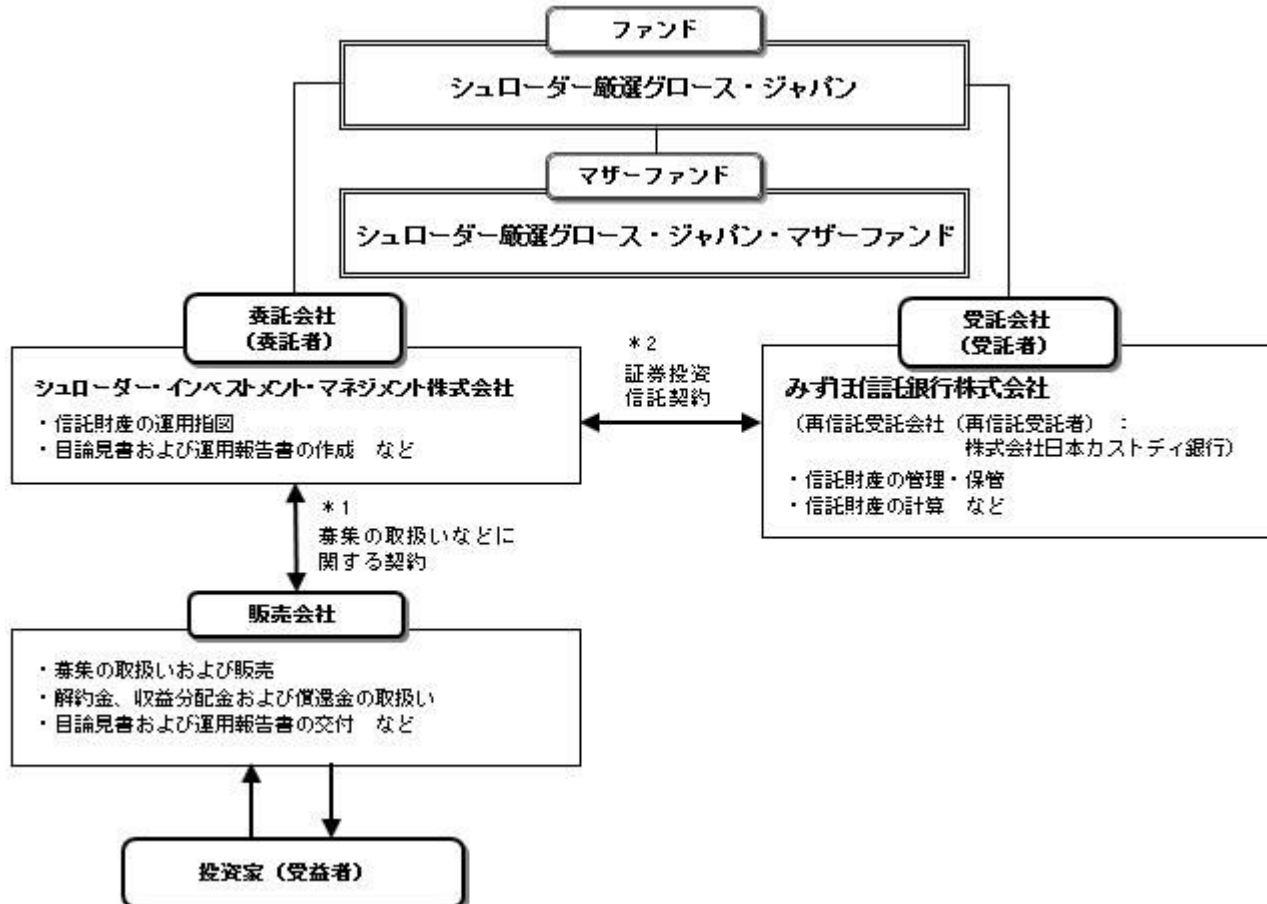 ファンド
シュローダー厳選グロース・ジャパン
マザーファンド
シュローダー厳選グロース・ジャパン・マザーファンド
委託会社
(委託者)
シュローダー・インベストメント・マネジメント株式会社
・信託財産の運用指図
・目論見書および運用報告書の作成 など
*2
証券投資
信託契約
受託会社
(受託者)
みずほ信託銀行株式会社
(再信託受託会社(再信託受託者) :
株式会社日本カストディ銀行)
・信託財産の管理・保管
・信託財産の計算 など
*1
募集の取扱いなどに
関する契約
販売会社
・募集の取扱いおよび販売
・解約金、収益分配金および償還金の取扱い
・目論見書および運用報告書の交付 など
投資家(受益者)